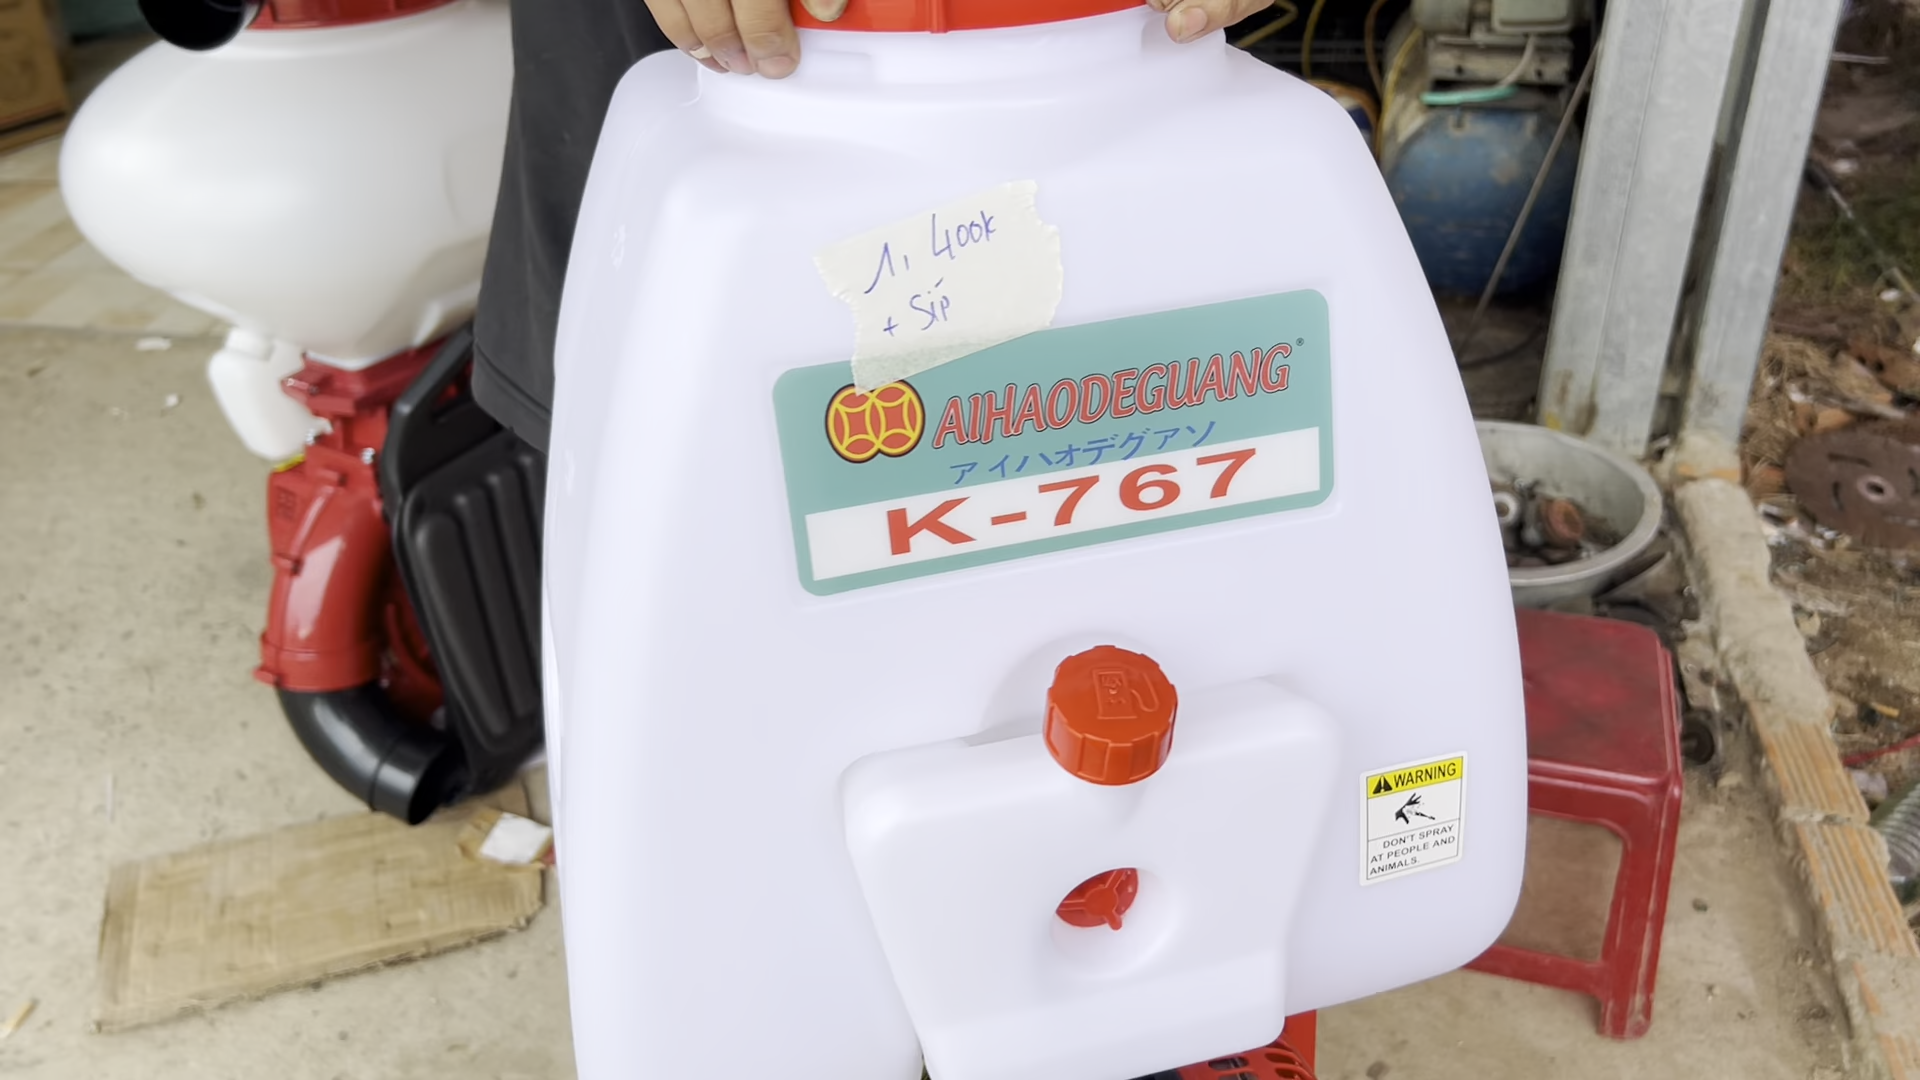 1,400k
+ Síp
AIHAODEGUANG®
アイハオデグアソ
K-767
WARNING
DON'T SPRAY
AT PEOPLE AND
ANIMALS.